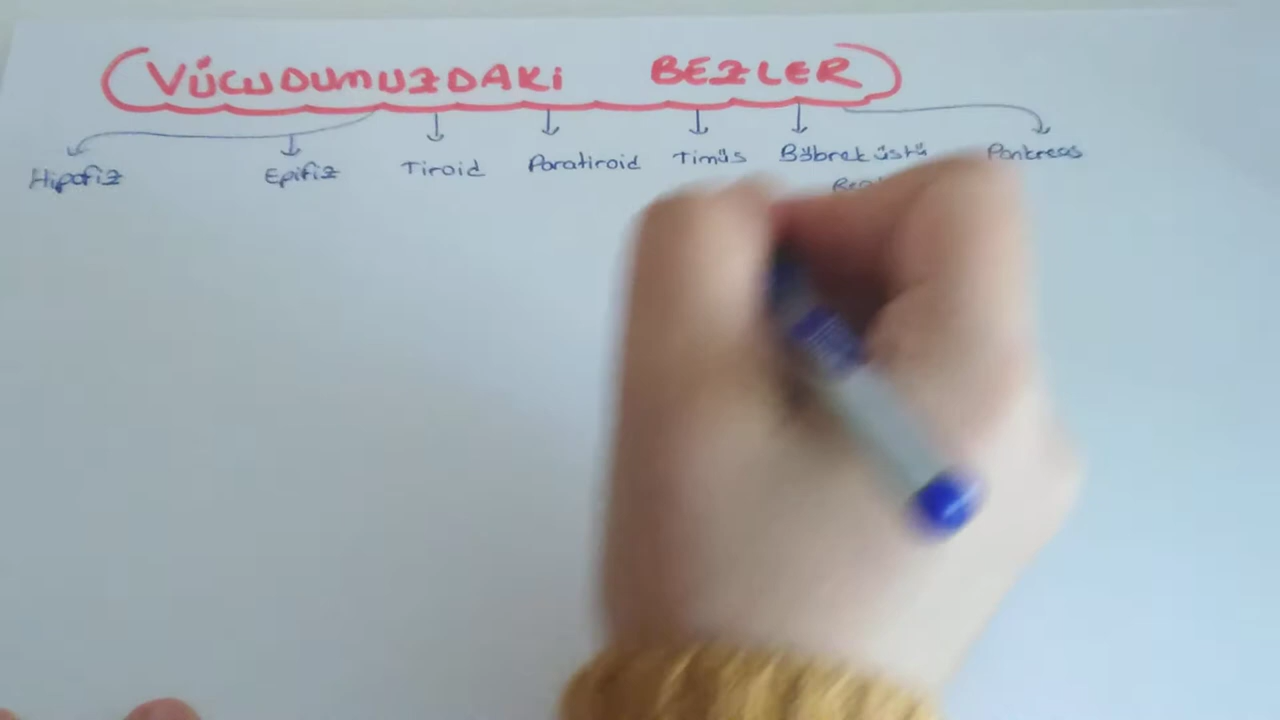 VÜCUDUMUZDAKİ BEZLER
Hipofiz Epifiz Tiroid Paratiroid Timüs Böbrek üstü Pankreas